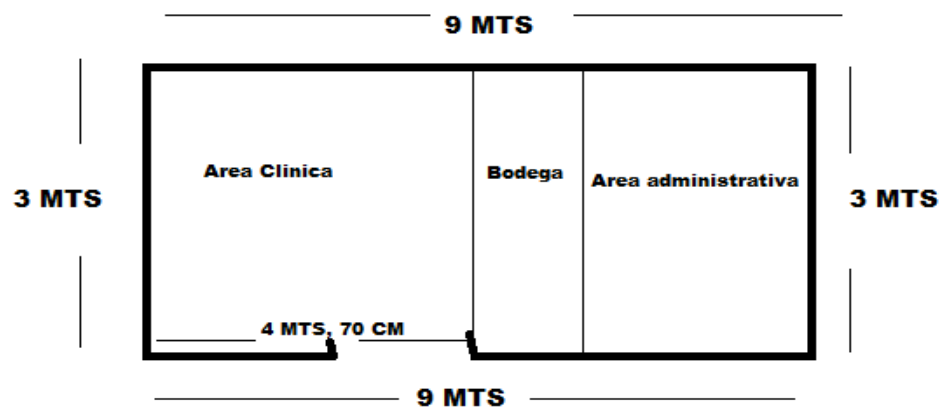 9 MTS
Area Clinica
Bodega
Area administrativa
3 MTS
3 MTS
4 MTS, 70 CM
9 MTS